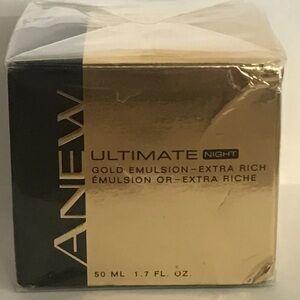 ANEW
ULTIMATE NIGHT
GOLD EMULSION-EXTRA RICH
ÉMULSION OR-EXTRA RICHE
50 ML 1.7 FL. OZ.